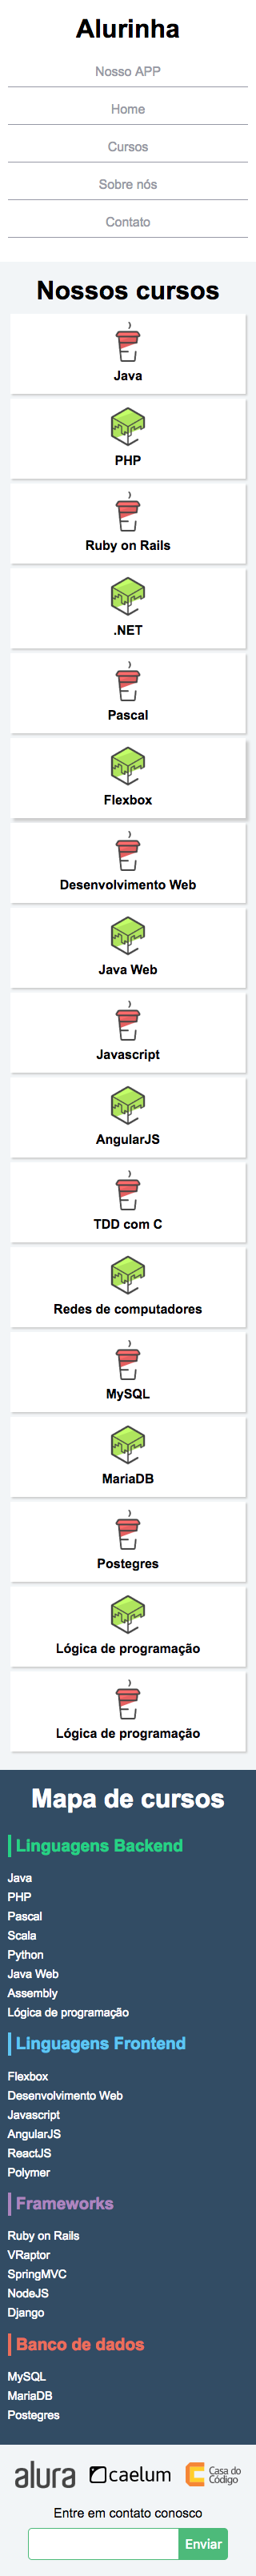 Alurinha
Nosso APP
Home
Cursos
Sobre nós
Contato
Nossos cursos
Java
PHP
Ruby on Rails
.NET
Pascal
Flexbox
Desenvolvimento Web
Java Web
Javascript
AngularJS
TDD com C
Redes de computadores
MySQL
MariaDB
Postegres
Lógica de programação
Lógica de programação
Mapa de cursos
Linguagens Backend
Java
PHP
Pascal
Scala
Python
Java Web
Assembly
Lógica de programação
Linguagens Frontend
Flexbox
Desenvolvimento Web
Javascript
AngularJS
ReactJS
Polymer
Frameworks
Ruby on Rails
VRaptor
SpringMVC
NodeJS
Django
Banco de dados
MySQL
MariaDB
Postegres
alura caelum Casa do Código
Entre em contato conosco
Enviar